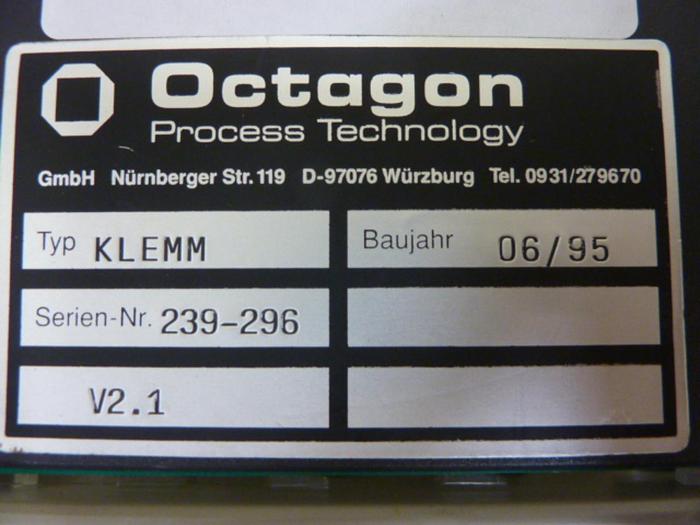 Octagon
Process Technology
GmbH Nürnberger Str. 119 D-97076 Würzburg Tel. 0931/279670
Typ KLEMM Baujahr 06/95
Serien-Nr. 239-296
V2.1